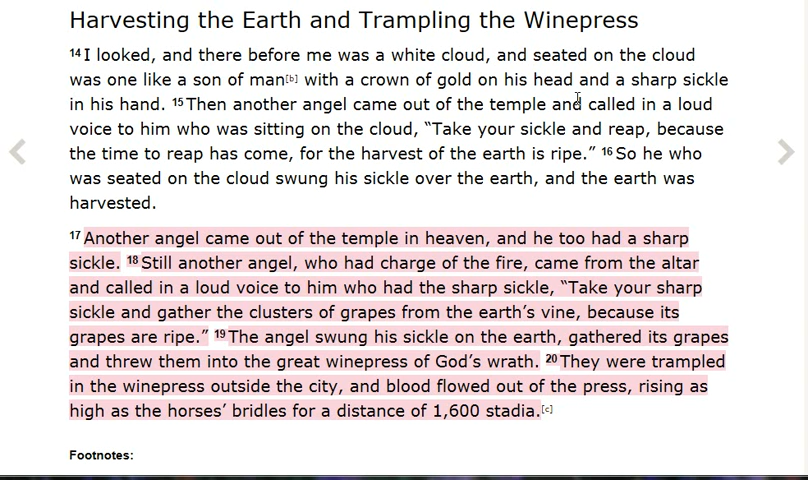 Harvesting the Earth and Trampling the Winepress
14 I looked, and there before me was a white cloud, and seated on the cloud
was one like a son of man[b] with a crown of gold on his head and a sharp sickle
in his hand. 15 Then another angel came out of the temple and called in a loud
voice to him who was sitting on the cloud, “Take your sickle and reap, because
the time to reap has come, for the harvest of the earth is ripe.” 16 So he who
was seated on the cloud swung his sickle over the earth, and the earth was
harvested.
17 Another angel came out of the temple in heaven, and he too had a sharp
sickle. 18 Still another angel, who had charge of the fire, came from the altar
and called in a loud voice to him who had the sharp sickle, “Take your sharp
sickle and gather the clusters of grapes from the earth’s vine, because its
grapes are ripe.” 19 The angel swung his sickle on the earth, gathered its grapes
and threw them into the great winepress of God’s wrath. 20 They were trampled
in the winepress outside the city, and blood flowed out of the press, rising as
high as the horses’ bridles for a distance of 1,600 stadia.[c]
Footnotes: